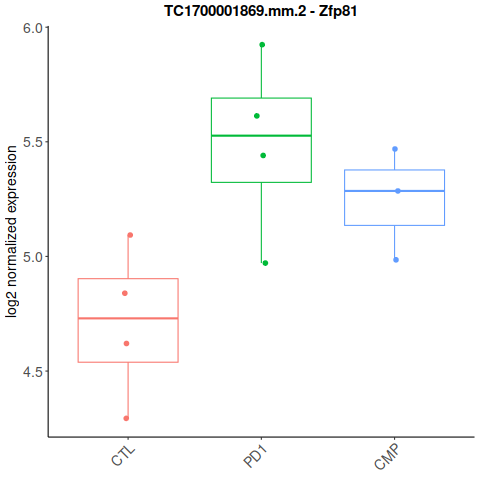 TC1700001869.mm.2 - Zfp81
log2 normalized expression
6.0
5.5
5.0
4.5
CTL
PD1
CMP